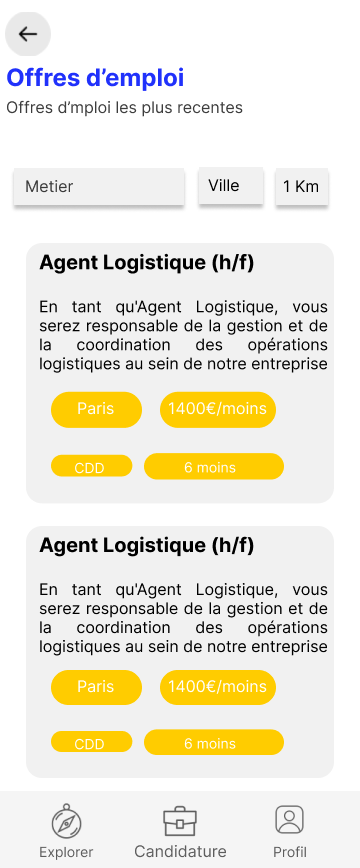 Offres d’emploi
Offres d’mploi les plus recentes
Metier
Ville
1 Km
Agent Logistique (h/f)
En tant qu'Agent Logistique, vous
serez responsable de la gestion et de
la coordination des opérations
logistiques au sein de notre entreprise
Paris
1400€/moins
CDD
6 moins
Agent Logistique (h/f)
En tant qu'Agent Logistique, vous
serez responsable de la gestion et de
la coordination des opérations
logistiques au sein de notre entreprise
Paris
1400€/moins
CDD
6 moins
Explorer
Candidature
Profil